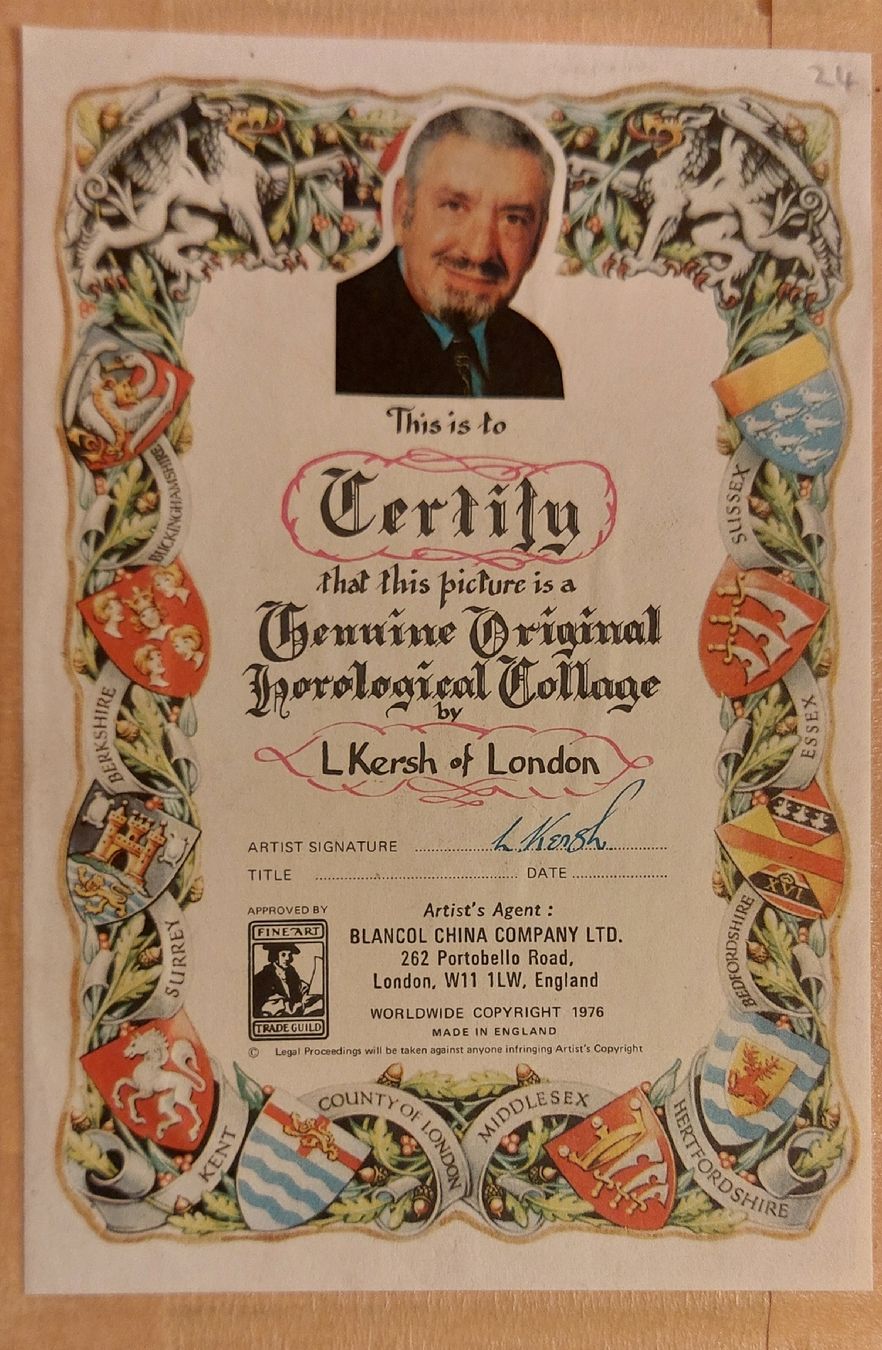 24
This is to
Certify
that this picture is a
Genuine Original
Horological Collage
by
L Kersh of London
ARTIST SIGNATURE L Kersh
TITLE DATE
APPROVED BY
FINE ART
TRADE GUILD
Artist's Agent :
BLANCOL CHINA COMPANY LTD.
262 Portobello Road,
London, W11 1LW, England
WORLDWIDE COPYRIGHT 1976
MADE IN ENGLAND
© Legal Proceedings will be taken against anyone infringing Artist's Copyright
BUCKINGHAMSHIRE
BERKSHIRE
SURREY
KENT
COUNTY OF LONDON
MIDDLESEX
HERTFORDSHIRE
BEDFORDSHIRE
XVI
ESSEX
SUSSEX